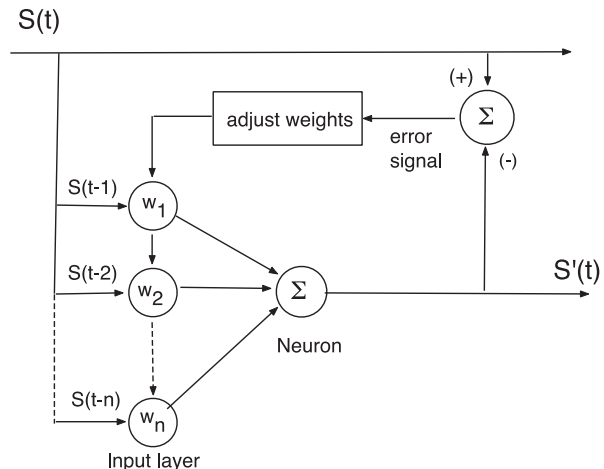 S(t)
(+)
adjust weights
Σ
error
signal
(-)
S(t-1)
w1
S(t-2)
w2
Σ
S'(t)
Neuron
S(t-n)
wn
Input layer